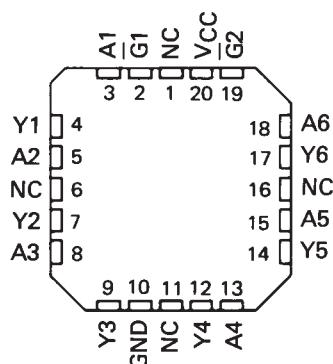 A1 G̅1 NC VCC G̅2
3 2 1 20 19
Y1 4 18 A6
A2 5 17 Y6
NC 6 16 NC
Y2 7 15 A5
A3 8 14 Y5
9 10 11 12 13
Y3 GND NC Y4 A4